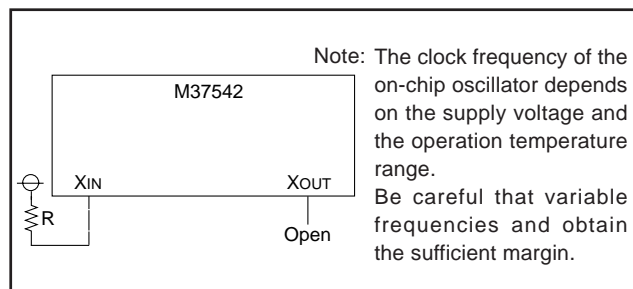 Note: The clock frequency of the
on-chip oscillator depends
on the supply voltage and
the operation temperature
range.
Be careful that variable
frequencies and obtain
the sufficient margin.
M37542
XIN
XOUT
R
Open